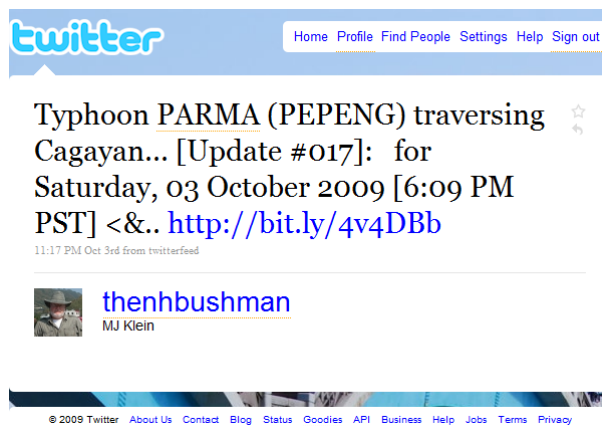 twitter
Home Profile Find People Settings Help Sign out
Typhoon PARMA (PEPENG) traversing
Cagayan... [Update #017]: for
Saturday, 03 October 2009 [6:09 PM
PST] <&.. http://bit.ly/4v4DBb
11:17 PM Oct 3rd from twitterfeed
thenhbushman
MJ Klein
© 2009 Twitter About Us Contact Blog Status Goodies API Business Help Jobs Terms Privacy